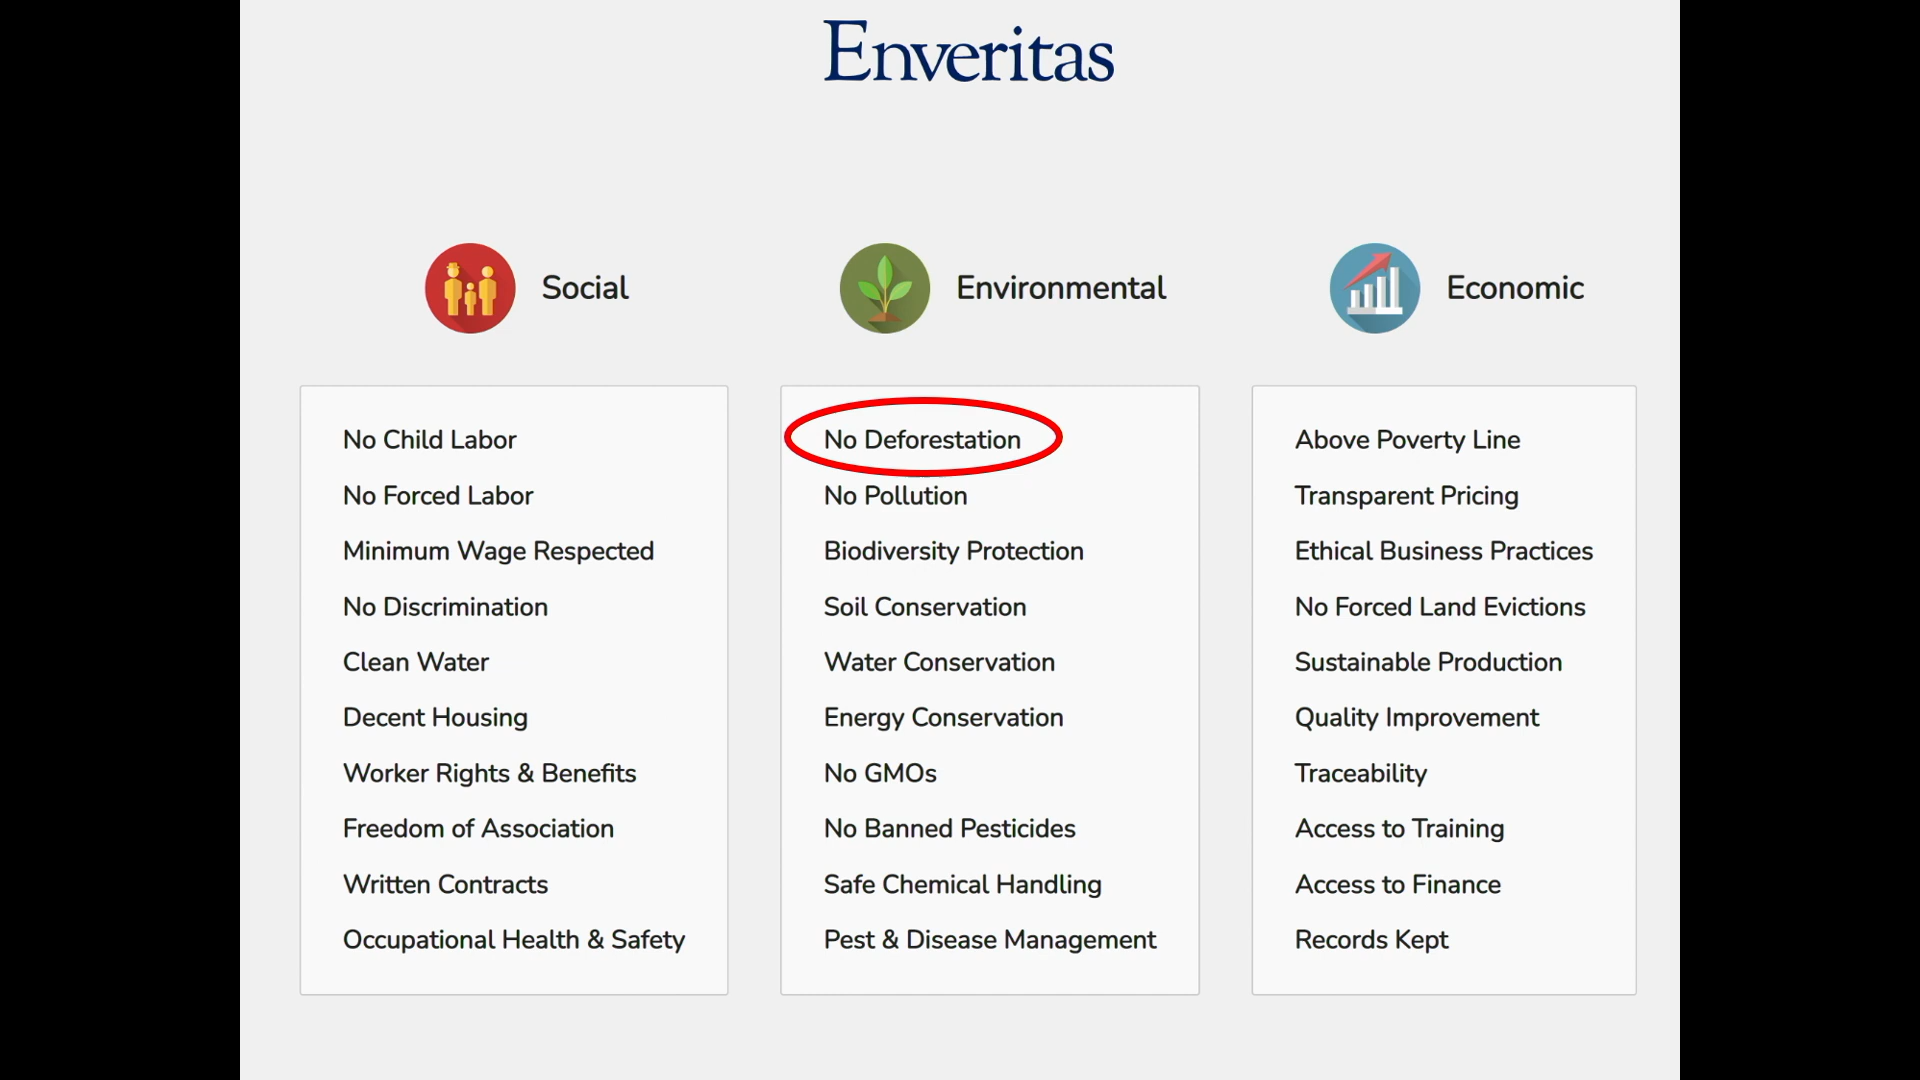 Enveritas
Social
No Child Labor
No Forced Labor
Minimum Wage Respected
No Discrimination
Clean Water
Decent Housing
Worker Rights & Benefits
Freedom of Association
Written Contracts
Occupational Health & Safety
Environmental
No Deforestation
No Pollution
Biodiversity Protection
Soil Conservation
Water Conservation
Energy Conservation
No GMOs
No Banned Pesticides
Safe Chemical Handling
Pest & Disease Management
Economic
Above Poverty Line
Transparent Pricing
Ethical Business Practices
No Forced Land Evictions
Sustainable Production
Quality Improvement
Traceability
Access to Training
Access to Finance
Records Kept